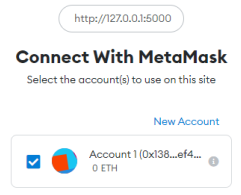 http://127.0.0.1:5000
Connect With MetaMask
Select the account(s) to use on this site
New Account
Account 1 (0x138...ef4...
0 ETH